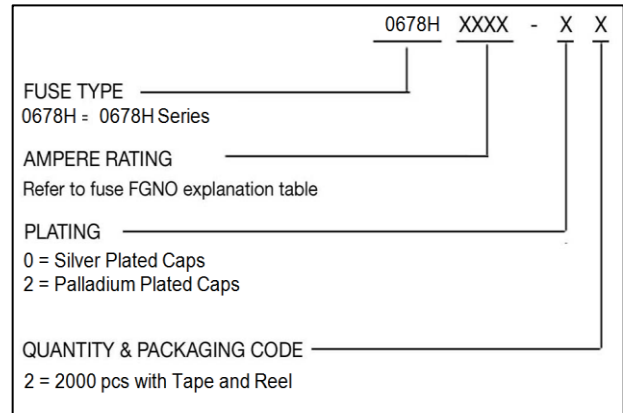 0678H XXXX - X X
FUSE TYPE
0678H = 0678H Series
AMPERE RATING
Refer to fuse FGNO explanation table
PLATING
0 = Silver Plated Caps
2 = Palladium Plated Caps
QUANTITY & PACKAGING CODE
2 = 2000 pcs with Tape and Reel